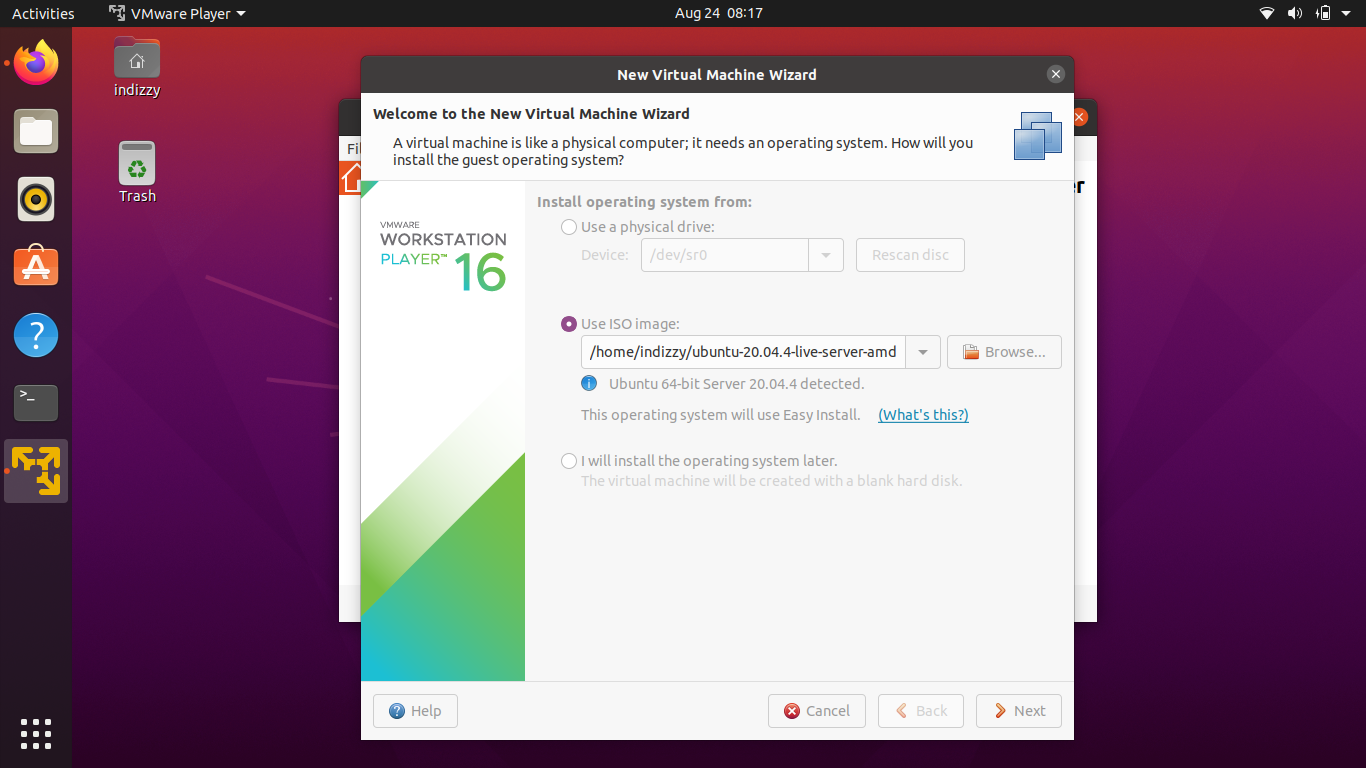 Activities
VMware Player
Aug 24 08:17
indizzy
Trash
New Virtual Machine Wizard
Welcome to the New Virtual Machine Wizard
A virtual machine is like a physical computer; it needs an operating system. How will you
install the guest operating system?
VMWARE
WORKSTATION
PLAYER™ 16
Install operating system from:
Use a physical drive:
Device:
/dev/sr0
Rescan disc
Use ISO image:
/home/indizzy/ubuntu-20.04.4-live-server-amd
Browse...
Ubuntu 64-bit Server 20.04.4 detected.
This operating system will use Easy Install. (What's this?)
I will install the operating system later.
The virtual machine will be created with a blank hard disk.
Help
Cancel
Back
Next